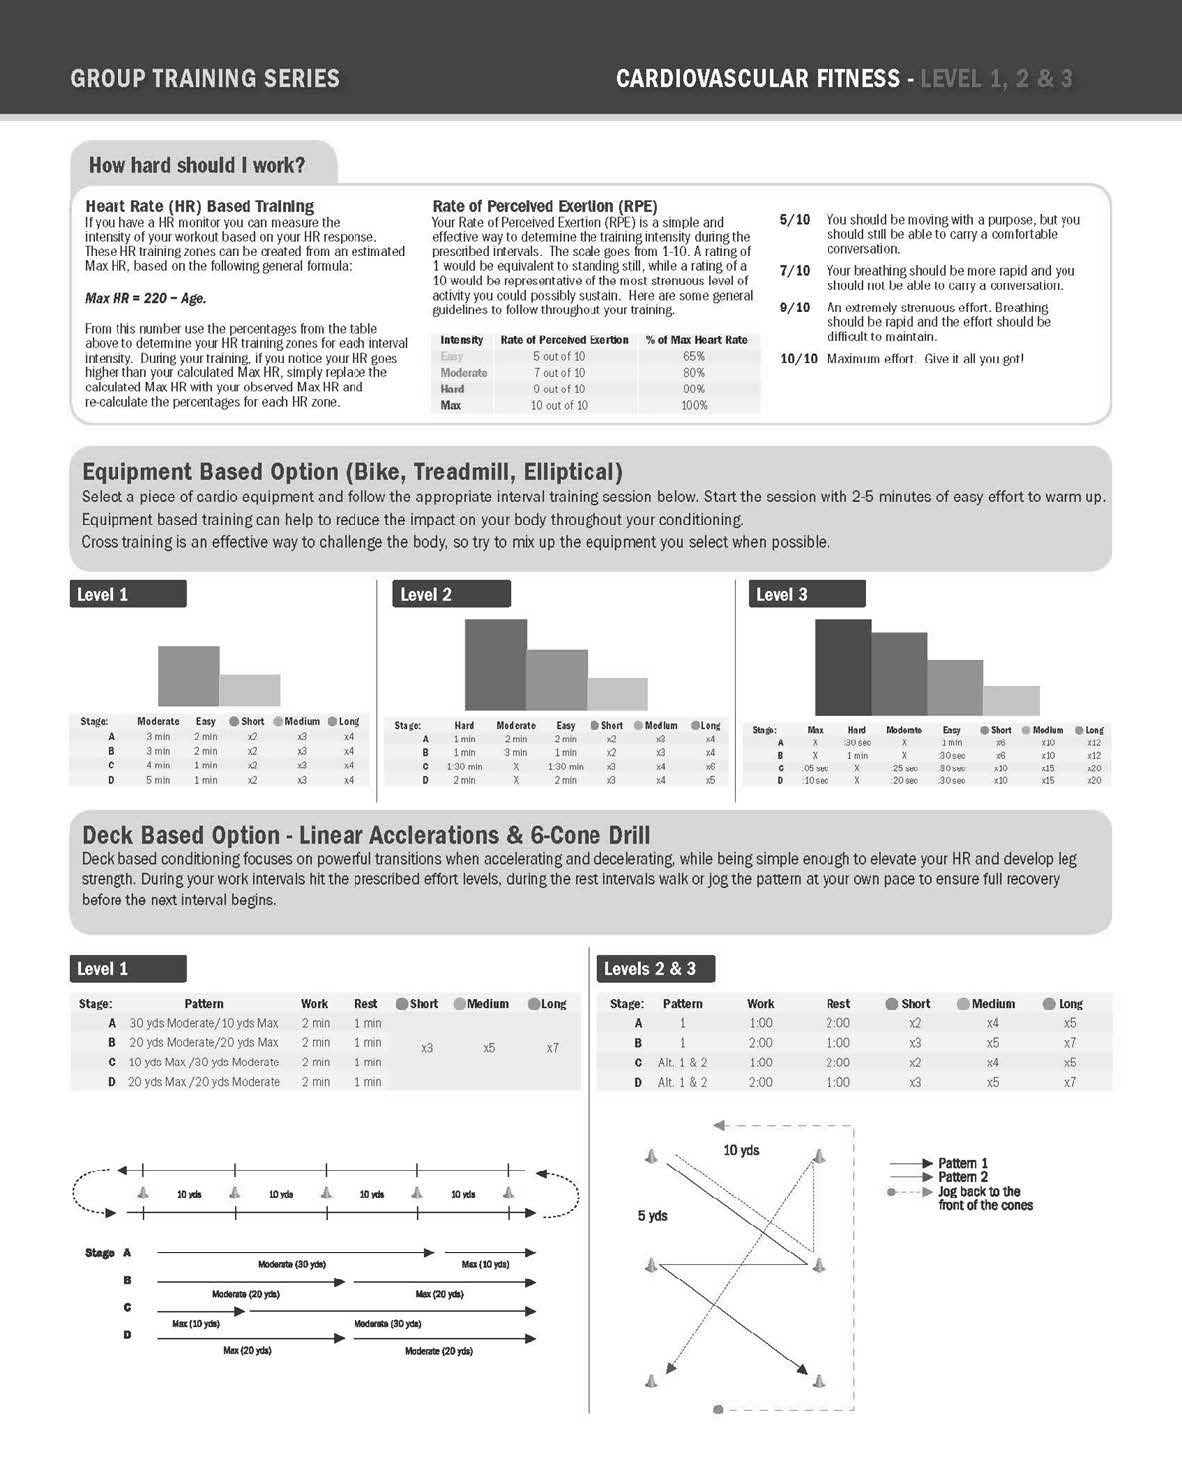 GROUP TRAINING SERIES
CARDIOVASCULAR FITNESS - LEVEL 1, 2 & 3
How hard should I work?
Heart Rate (HR) Based Training
If you have a HR monitor you can measure the
intensity of your workout based on your HR response.
These HR training zones can be created from an estimated
Max HR, based on the following general formula:
Max HR = 220 – Age.
From this number use the percentages from the table
above to determine your HR training zones for each interval
intensity. During your training, if you notice your HR goes
higher than your calculated Max HR, simply replace the
calculated Max HR with your observed Max HR and
re-calculate the percentages for each HR zone.
Rate of Perceived Exertion (RPE)
Your Rate of Perceived Exertion (RPE) is a simple and
effective way to determine the training intensity during the
prescribed intervals. The scale goes from 1-10. A rating of
1 would be equivalent to standing still, while a rating of a
10 would be representative of the most strenuous level of
activity you could possibly sustain. Here are some general
guidelines to follow throughout your training.
Intensity Rate of Perceived Exertion % of Max Heart Rate
Easy 5 out of 10 65%
Moderate 7 out of 10 80%
Hard 9 out of 10 90%
Max 10 out of 10 100%
5/10 You should be moving with a purpose, but you
should still be able to carry a comfortable
conversation.
7/10 Your breathing should be more rapid and you
should not be able to carry a conversation.
9/10 An extremely strenuous effort. Breathing
should be rapid and the effort should be
difficult to maintain.
10/10 Maximum effort. Give it all you got!
Equipment Based Option (Bike, Treadmill, Elliptical)
Select a piece of cardio equipment and follow the appropriate interval training session below. Start the session with 2-5 minutes of easy effort to warm up.
Equipment based training can help to reduce the impact on your body throughout your conditioning.
Cross training is an effective way to challenge the body, so try to mix up the equipment you select when possible.
Level 1
Stage: Moderate Easy Short Medium Long
A 3 min 2 min x2 x3 x4
B 3 min 2 min x2 x3 x4
C 4 min 1 min x2 x3 x4
D 5 min 1 min x2 x3 x4
Level 2
Stage: Hard Moderate Easy Short Medium Long
A 1 min 2 min 2 min x2 x3 x4
B 1 min 3 min 1 min x2 x3 x4
C 1:30 min X 1:30 min x3 x4 x6
D 2 min X 2 min x3 x4 x5
Level 3
Stage: Max Hard Moderate Easy Short Medium Long
A X :30 sec X 1 min x6 x10 x12
B X 1 min X :30 sec x6 x10 x12
C :05 sec X :25 sec :30 sec x10 x15 x20
D :10 sec X :20 sec :30 sec x10 x15 x20
Deck Based Option - Linear Acclerations & 6-Cone Drill
Deck based conditioning focuses on powerful transitions when accelerating and decelerating, while being simple enough to elevate your HR and develop leg
strength. During your work intervals hit the prescribed effort levels, during the rest intervals walk or jog the pattern at your own pace to ensure full recovery
before the next interval begins.
Level 1
Stage: Pattern Work Rest Short Medium Long
A 30 yds Moderate/10 yds Max 2 min 1 min
B 20 yds Moderate/20 yds Max 2 min 1 min
x3 x5 x7
C 10 yds Max /30 yds Moderate 2 min 1 min
D 20 yds Max /20 yds Moderate 2 min 1 min
10 yds 10 yds 10 yds 10 yds
Stage A
Moderate (30 yds) Max (10 yds)
B
Moderate (20 yds) Max (20 yds)
C
Max (10 yds) Moderate (30 yds)
D
Max (20 yds) Moderate (20 yds)
Levels 2 & 3
Stage: Pattern Work Rest Short Medium Long
A 1 1:00 2:00 x2 x4 x5
B 1 2:00 1:00 x3 x5 x7
C Alt. 1 & 2 1:00 2:00 x2 x4 x5
D Alt. 1 & 2 2:00 1:00 x3 x5 x7
10 yds
5 yds
Pattern 1
Pattern 2
Jog back to the
front of the cones